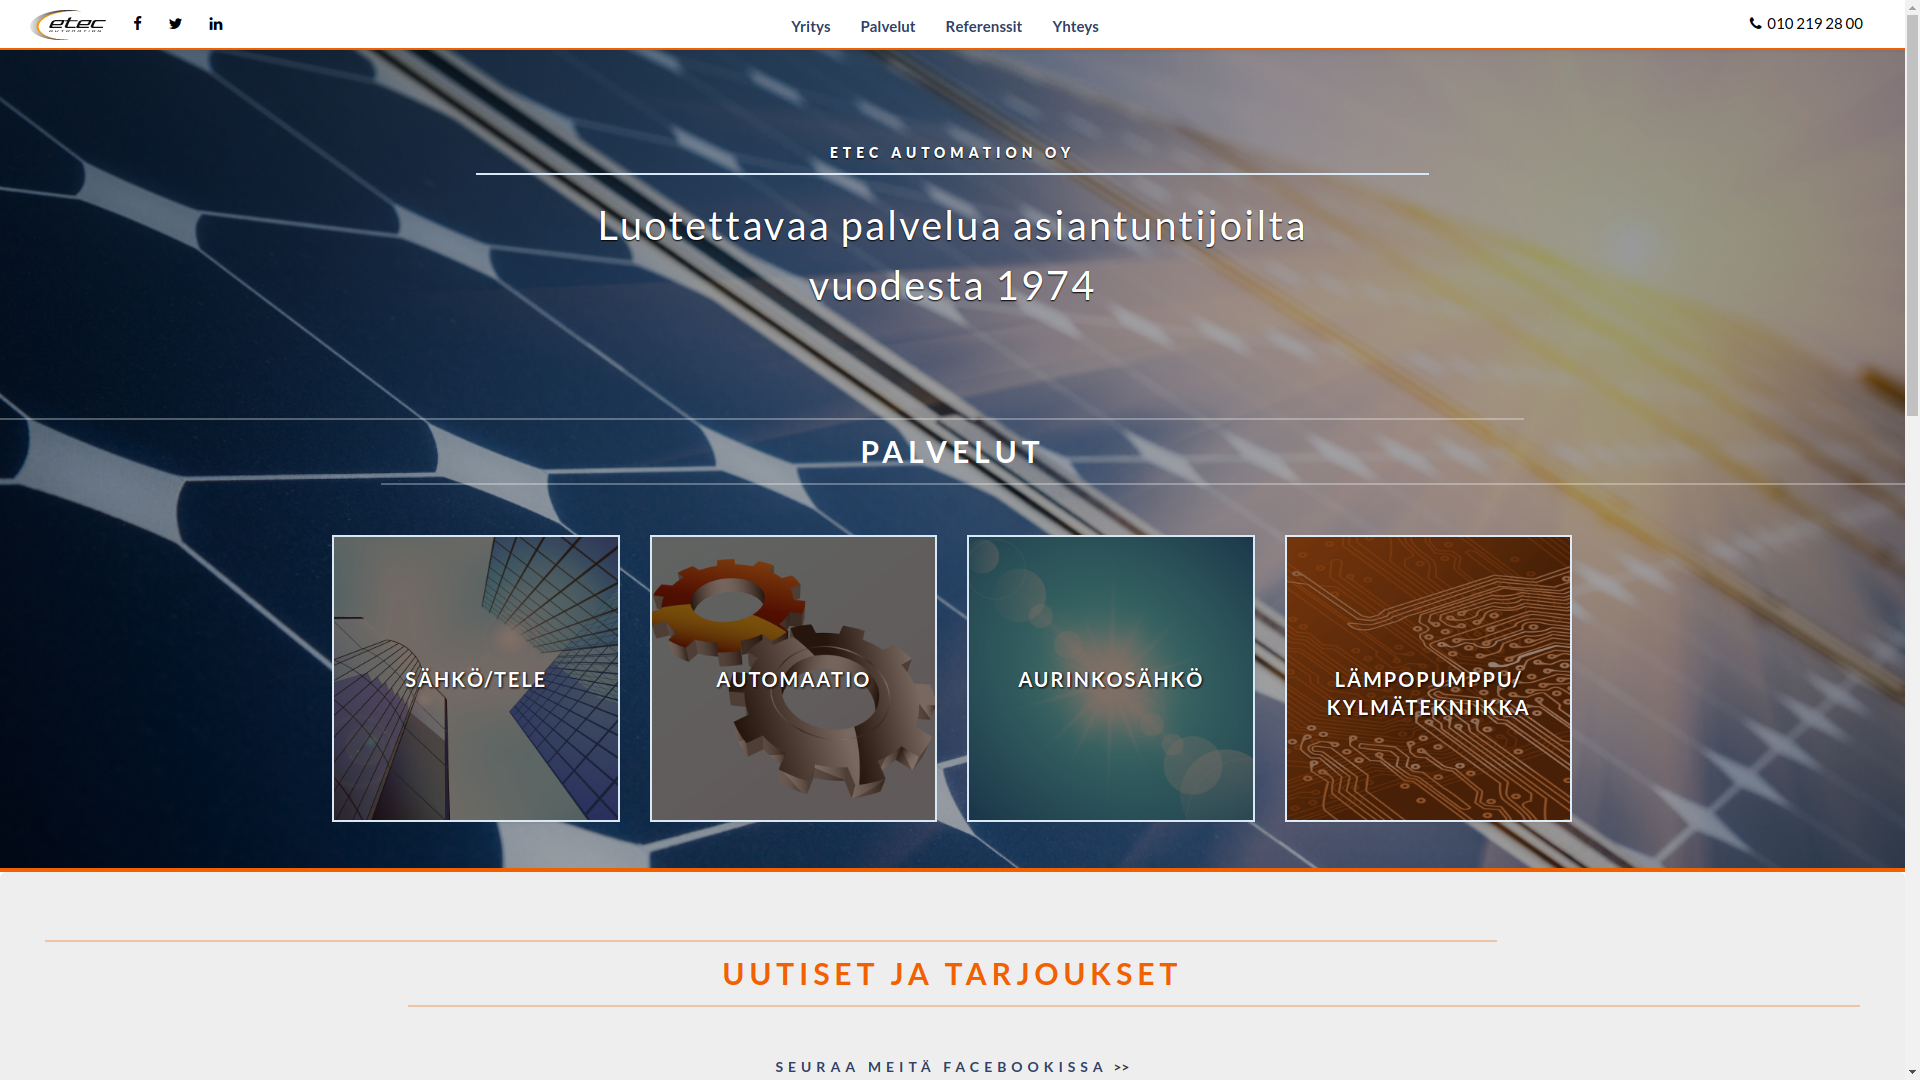 etec
AUTOMATION
Yritys
Palvelut
Referenssit
Yhteys
010 219 28 00
ETEC AUTOMATION OY
Luotettavaa palvelua asiantuntijoilta
vuodesta 1974
PALVELUT
SÄHKÖ/TELE
AUTOMAATIO
AURINKOSÄHKÖ
LÄMPOPUMPPU/
KYLMÄTEKNIIKKA
UUTISET JA TARJOUKSET
SEURAA MEITÄ FACEBOOKISSA >>